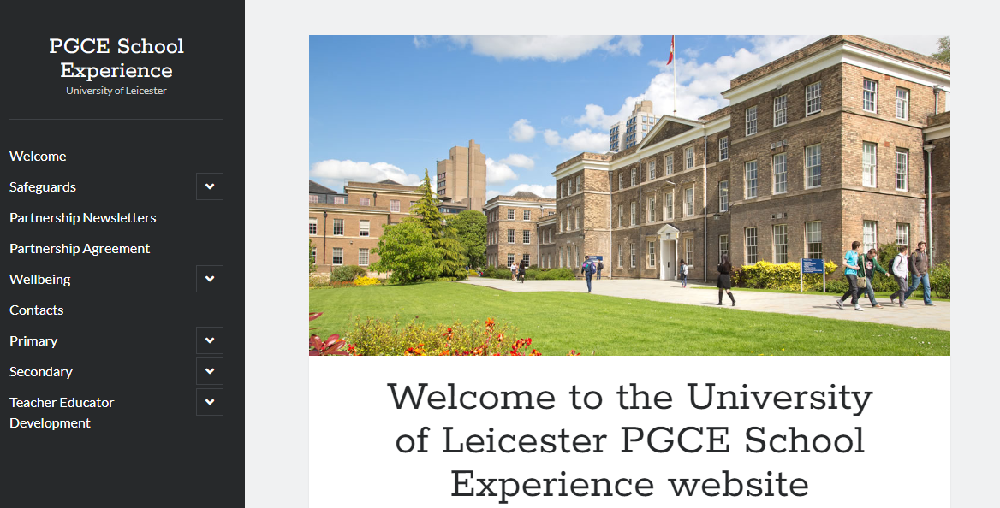 PGCE School
Experience
University of Leicester
Welcome
Safeguards
Partnership Newsletters
Partnership Agreement
Wellbeing
Contacts
Primary
Secondary
Teacher Educator
Development
Welcome to the University
of Leicester PGCE School
Experience website